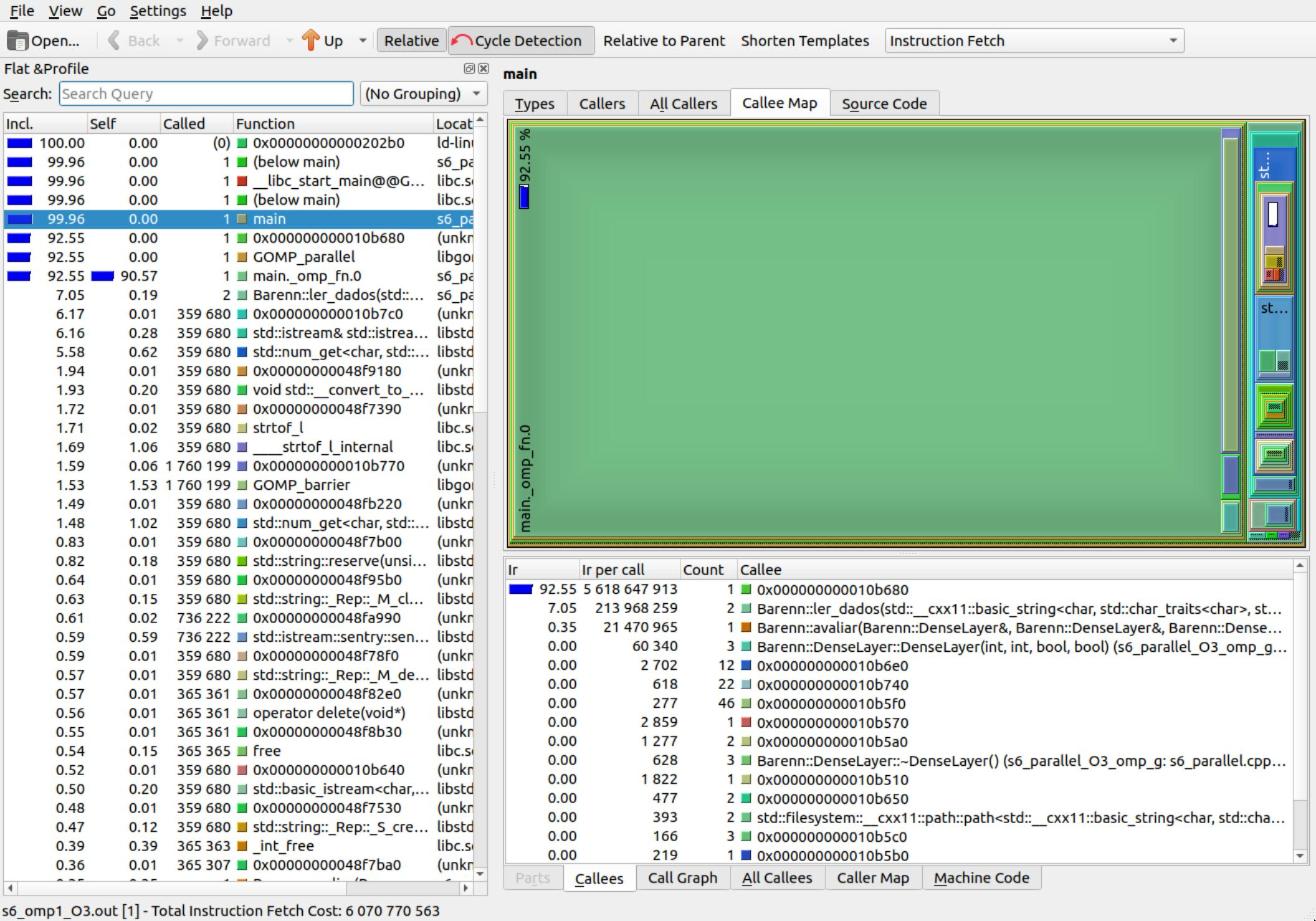 File View Go Settings Help
Open... Back Forward Up Relative Cycle Detection Relative to Parent Shorten Templates Instruction Fetch
Flat &Profile
Search: Search Query (No Grouping)
Incl. Self Called Function Locat
100.00 0.00 (0) 0x00000000000202b0 ld-lin
99.96 0.00 1 (below main) s6_pa
99.96 0.00 1 __libc_start_main@@G... libc.s
99.96 0.00 1 (below main) libc.s
99.96 0.00 1 main s6_pa
92.55 0.00 1 0x000000000010b680 (unkn
92.55 0.00 1 GOMP_parallel libgo
92.55 90.57 1 main._omp_fn.0 s6_pa
7.05 0.19 2 Barenn::ler_dados(std::... s6_pa
6.17 0.01 359 680 0x000000000010b7c0 (unkn
6.16 0.28 359 680 std::istream& std::istrea... libstd
5.58 0.62 359 680 std::num_get<char, std::... libstd
1.94 0.01 359 680 0x00000000048f9180 (unkn
1.93 0.20 359 680 void std::__convert_to_... libstd
1.72 0.01 359 680 0x00000000048f7390 (unkn
1.71 0.02 359 680 strtof_l libc.s
1.69 1.06 359 680 ____strtof_l_internal libc.s
1.59 0.06 1 760 199 0x000000000010b770 (unkn
1.53 1.53 1 760 199 GOMP_barrier libgo
1.49 0.01 359 680 0x00000000048fb220 (unkn
1.48 1.02 359 680 std::num_get<char, std::... libstd
0.83 0.01 359 680 0x00000000048f7b00 (unkn
0.82 0.18 359 680 std::string::reserve(unsi... libstd
0.64 0.01 359 680 0x00000000048f95b0 (unkn
0.63 0.15 359 680 std::string::_Rep::_M_cl... libstd
0.61 0.02 736 222 0x00000000048fa990 (unkn
0.59 0.59 736 222 std::istream::sentry::sen... libstd
0.59 0.01 359 680 0x00000000048f78f0 (unkn
0.57 0.01 359 680 std::string::_Rep::_M_de... libstd
0.57 0.01 365 361 0x00000000048f82e0 (unkn
0.56 0.01 365 361 operator delete(void*) libstd
0.55 0.01 365 361 0x00000000048f8b30 (unkn
0.54 0.15 365 365 free libc.s
0.52 0.01 359 680 0x000000000010b640 (unkn
0.50 0.20 359 680 std::basic_istream<char,... libstd
0.48 0.01 359 680 0x00000000048f7530 (unkn
0.47 0.12 359 680 std::string::_Rep::_S_cre... libstd
0.39 0.39 365 363 _int_free libc.s
0.36 0.01 365 307 0x00000000048f7ba0 (unkn
main
Types Callers All Callers Callee Map Source Code
92.55 %
main._omp_fn.0
st...
st...
Ir Ir per call Count Callee
92.55 5 618 647 913 1 0x000000000010b680
7.05 213 968 259 2 Barenn::ler_dados(std::__cxx11::basic_string<char, std::char_traits<char>, st...
0.35 21 470 965 1 Barenn::avaliar(Barenn::DenseLayer&, Barenn::DenseLayer&, Barenn::Dense...
0.00 60 340 3 Barenn::DenseLayer::DenseLayer(int, int, bool, bool) (s6_parallel_O3_omp_g...
0.00 2 702 12 0x000000000010b6e0
0.00 618 22 0x000000000010b740
0.00 277 46 0x000000000010b5f0
0.00 2 859 1 0x000000000010b570
0.00 1 277 2 0x000000000010b5a0
0.00 628 3 Barenn::DenseLayer::~DenseLayer() (s6_parallel_O3_omp_g: s6_parallel.cpp...
0.00 1 822 1 0x000000000010b510
0.00 477 2 0x000000000010b650
0.00 393 2 std::filesystem::__cxx11::path::path<std::__cxx11::basic_string<char, std::cha...
0.00 166 3 0x000000000010b5c0
0.00 219 1 0x000000000010b5b0
Parts Callees Call Graph All Callees Caller Map Machine Code
s6_omp1_O3.out [1] - Total Instruction Fetch Cost: 6 070 770 563